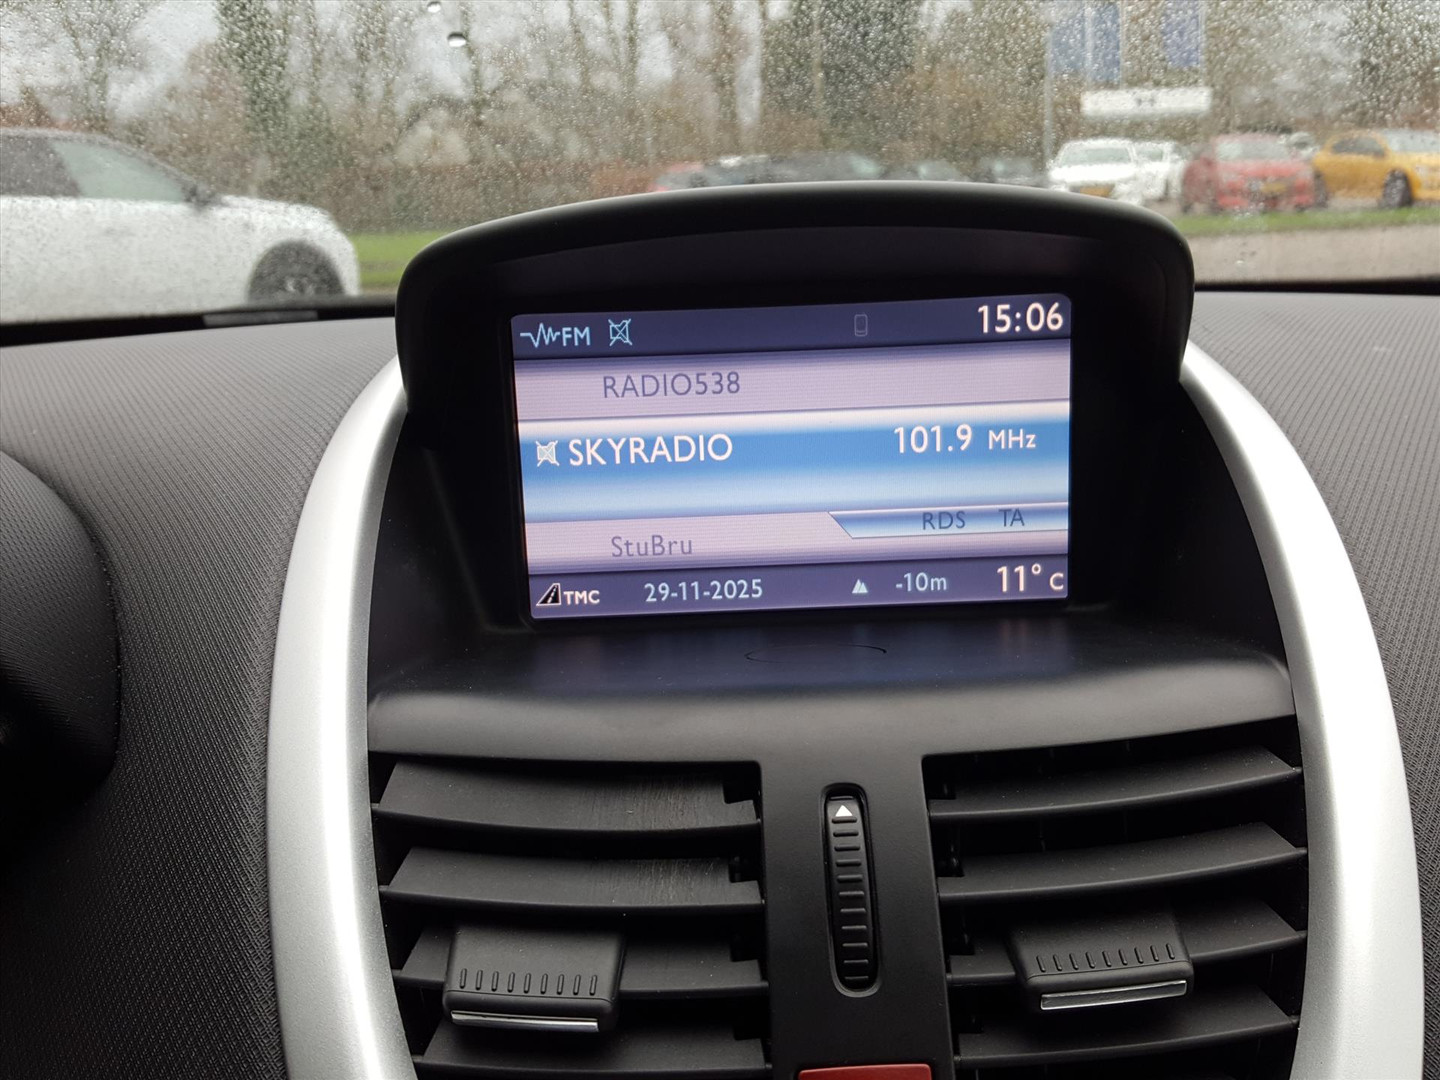 FM 15:06
RADIO538
SKYRADIO 101.9 MHz
RDS TA
StuBru
TMC 29-11-2025 -10m 11° C